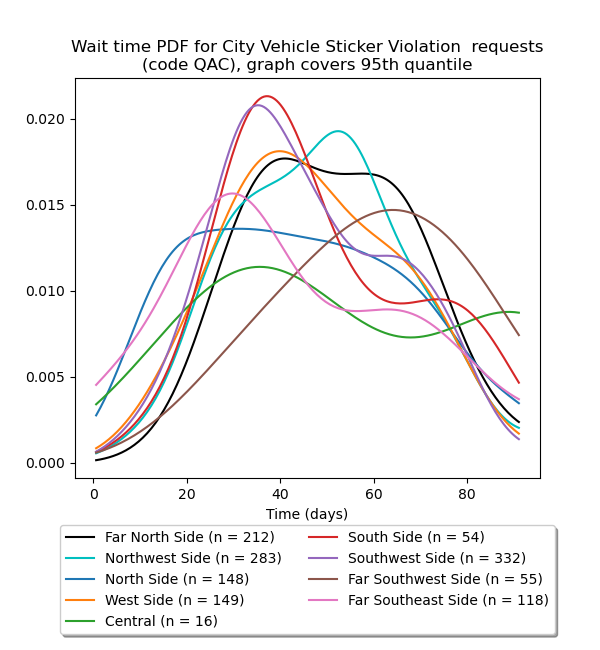 Wait time PDF for City Vehicle Sticker Violation  requests
(code QAC), graph covers 95th quantile
0.020
0.015
0.010
0.005
0.000
0 20 40 60 80
Time (days)
Far North Side (n = 212)
Northwest Side (n = 283)
North Side (n = 148)
West Side (n = 149)
Central (n = 16)
South Side (n = 54)
Southwest Side (n = 332)
Far Southwest Side (n = 55)
Far Southeast Side (n = 118)